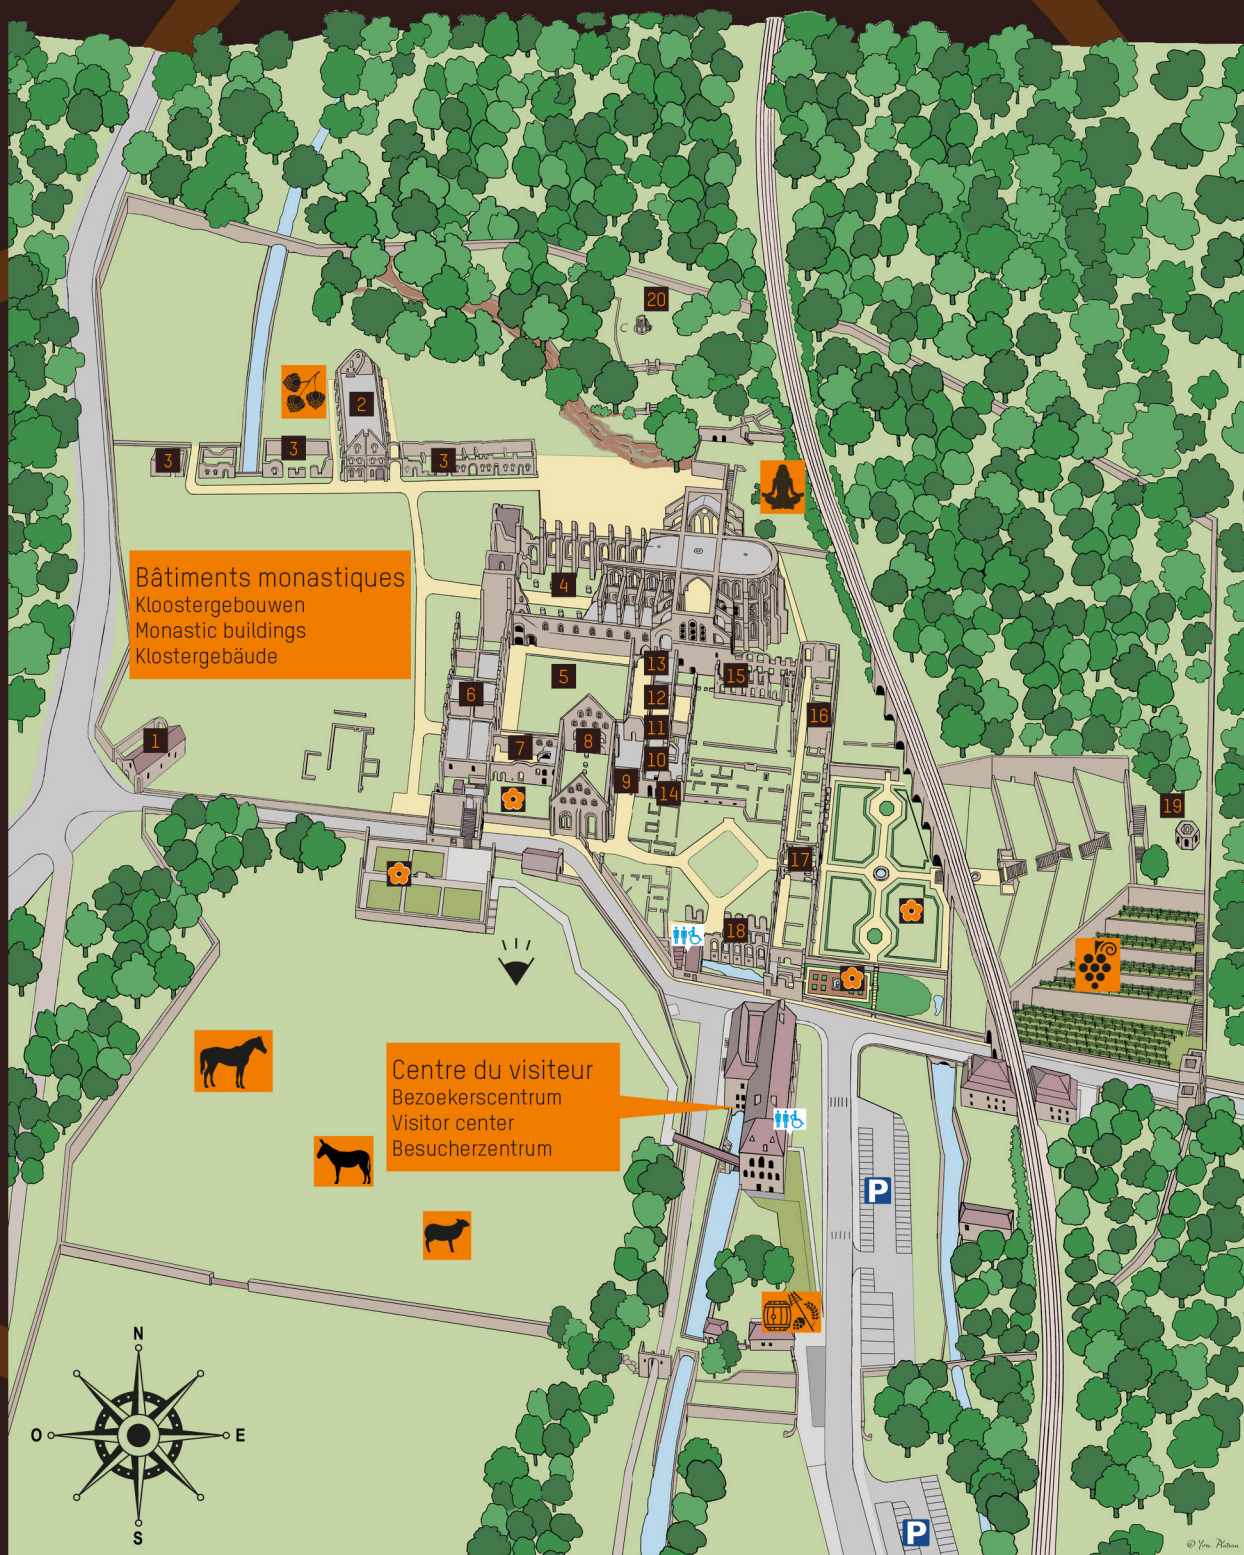 20
2
3
3
3
Bâtiments monastiques
Kloostergebouwen
Monastic buildings
Klostergebäude
4
13
5
15
6
12
16
11
1
7
8
10
9
14
19
17
18
Centre du visiteur
Bezoekerscentrum
Visitor center
Besucherzentrum
P
N
O
E
S
P